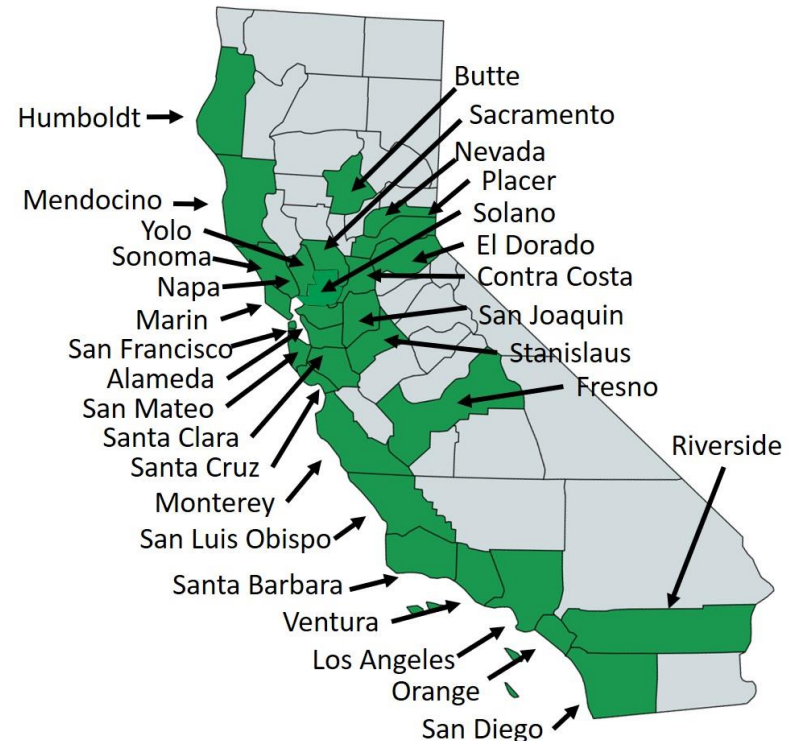 Butte
Sacramento
Humboldt
Nevada
Placer
Mendocino
Solano
Yolo
El Dorado
Sonoma
Contra Costa
Napa
Marin
San Joaquin
San Francisco
Stanislaus
Alameda
Fresno
San Mateo
Santa Clara
Riverside
Santa Cruz
Monterey
San Luis Obispo
Santa Barbara
Ventura
Los Angeles
Orange
San Diego